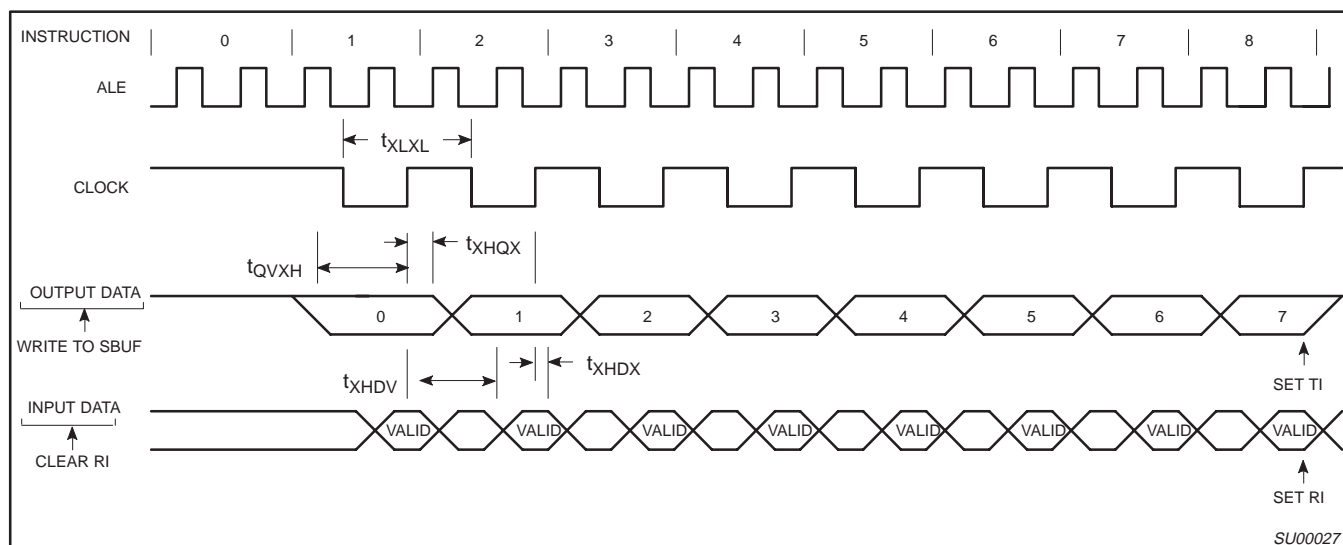 INSTRUCTION 0 1 2 3 4 5 6 7 8
ALE
tXLXL
CLOCK
tXHQX
tQVXH
OUTPUT DATA
0 1 2 3 4 5 6 7
WRITE TO SBUF
tXHDX
tXHDV
SET TI
INPUT DATA
VALID VALID VALID VALID VALID VALID VALID VALID
CLEAR RI
SET RI
SU00027